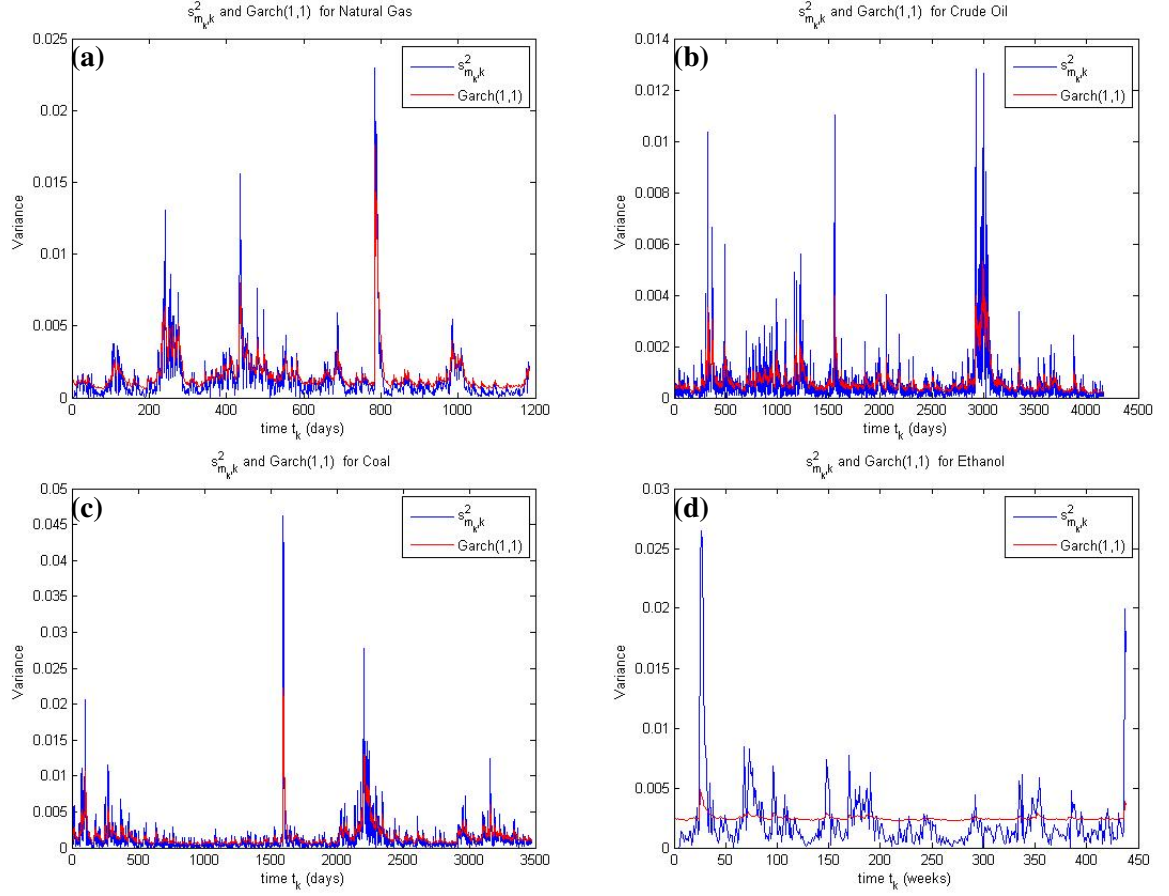 s²mk,k and Garch(1,1) for Natural Gas
(a)
s²mk,k
Garch(1,1)
Variance
0.025
0.02
0.015
0.01
0.005
0
0 200 400 600 800 1000 1200
time tk (days)
s²mk,k and Garch(1,1) for Crude Oil
(b)
s²mk,k
Garch(1,1)
Variance
0.014
0.012
0.01
0.008
0.006
0.004
0.002
0
0 500 1000 1500 2000 2500 3000 3500 4000 4500
time tk (days)
s²mk,k and Garch(1,1) for Coal
(c)
s²mk,k
Garch(1,1)
Variance
0.05
0.045
0.04
0.035
0.03
0.025
0.02
0.015
0.01
0.005
0
0 500 1000 1500 2000 2500 3000 3500
time tk (days)
s²mk,k and Garch(1,1) for Ethanol
(d)
s²mk,k
Garch(1,1)
Variance
0.03
0.025
0.02
0.015
0.01
0.005
0
0 50 100 150 200 250 300 350 400 450
time tk (weeks)